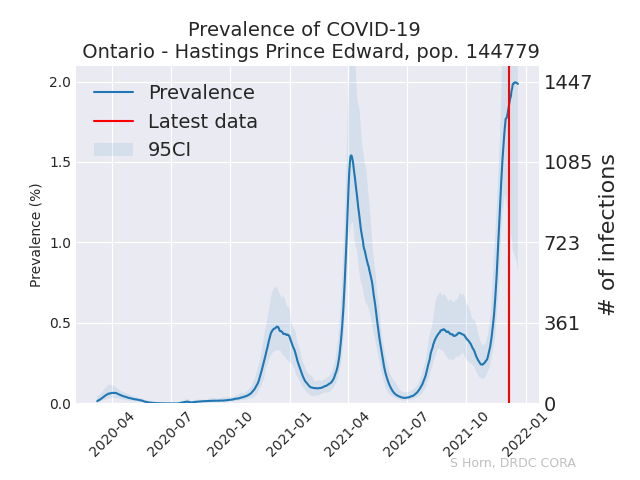 Prevalence of COVID-19
Ontario - Hastings Prince Edward, pop. 144779
Prevalence
Latest data
95CI
Prevalence (%)
2.0
1.5
1.0
0.5
0.0
1447
1085
723
361
0
# of infections
2020-04
2020-07
2020-10
2021-01
2021-04
2021-07
2021-10
2022-01
S Horn, DRDC CORA